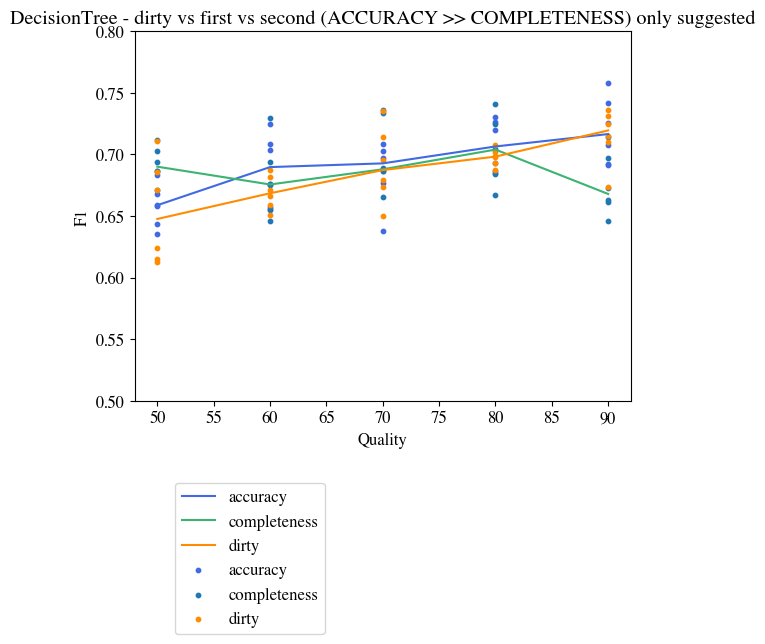 DecisionTree - dirty vs first vs second (ACCURACY >> COMPLETENESS) only suggested
0.80
0.75
0.70
0.65
0.60
0.55
0.50
F1
50 55 60 65 70 75 80 85 90
Quality
accuracy
completeness
dirty
accuracy
completeness
dirty